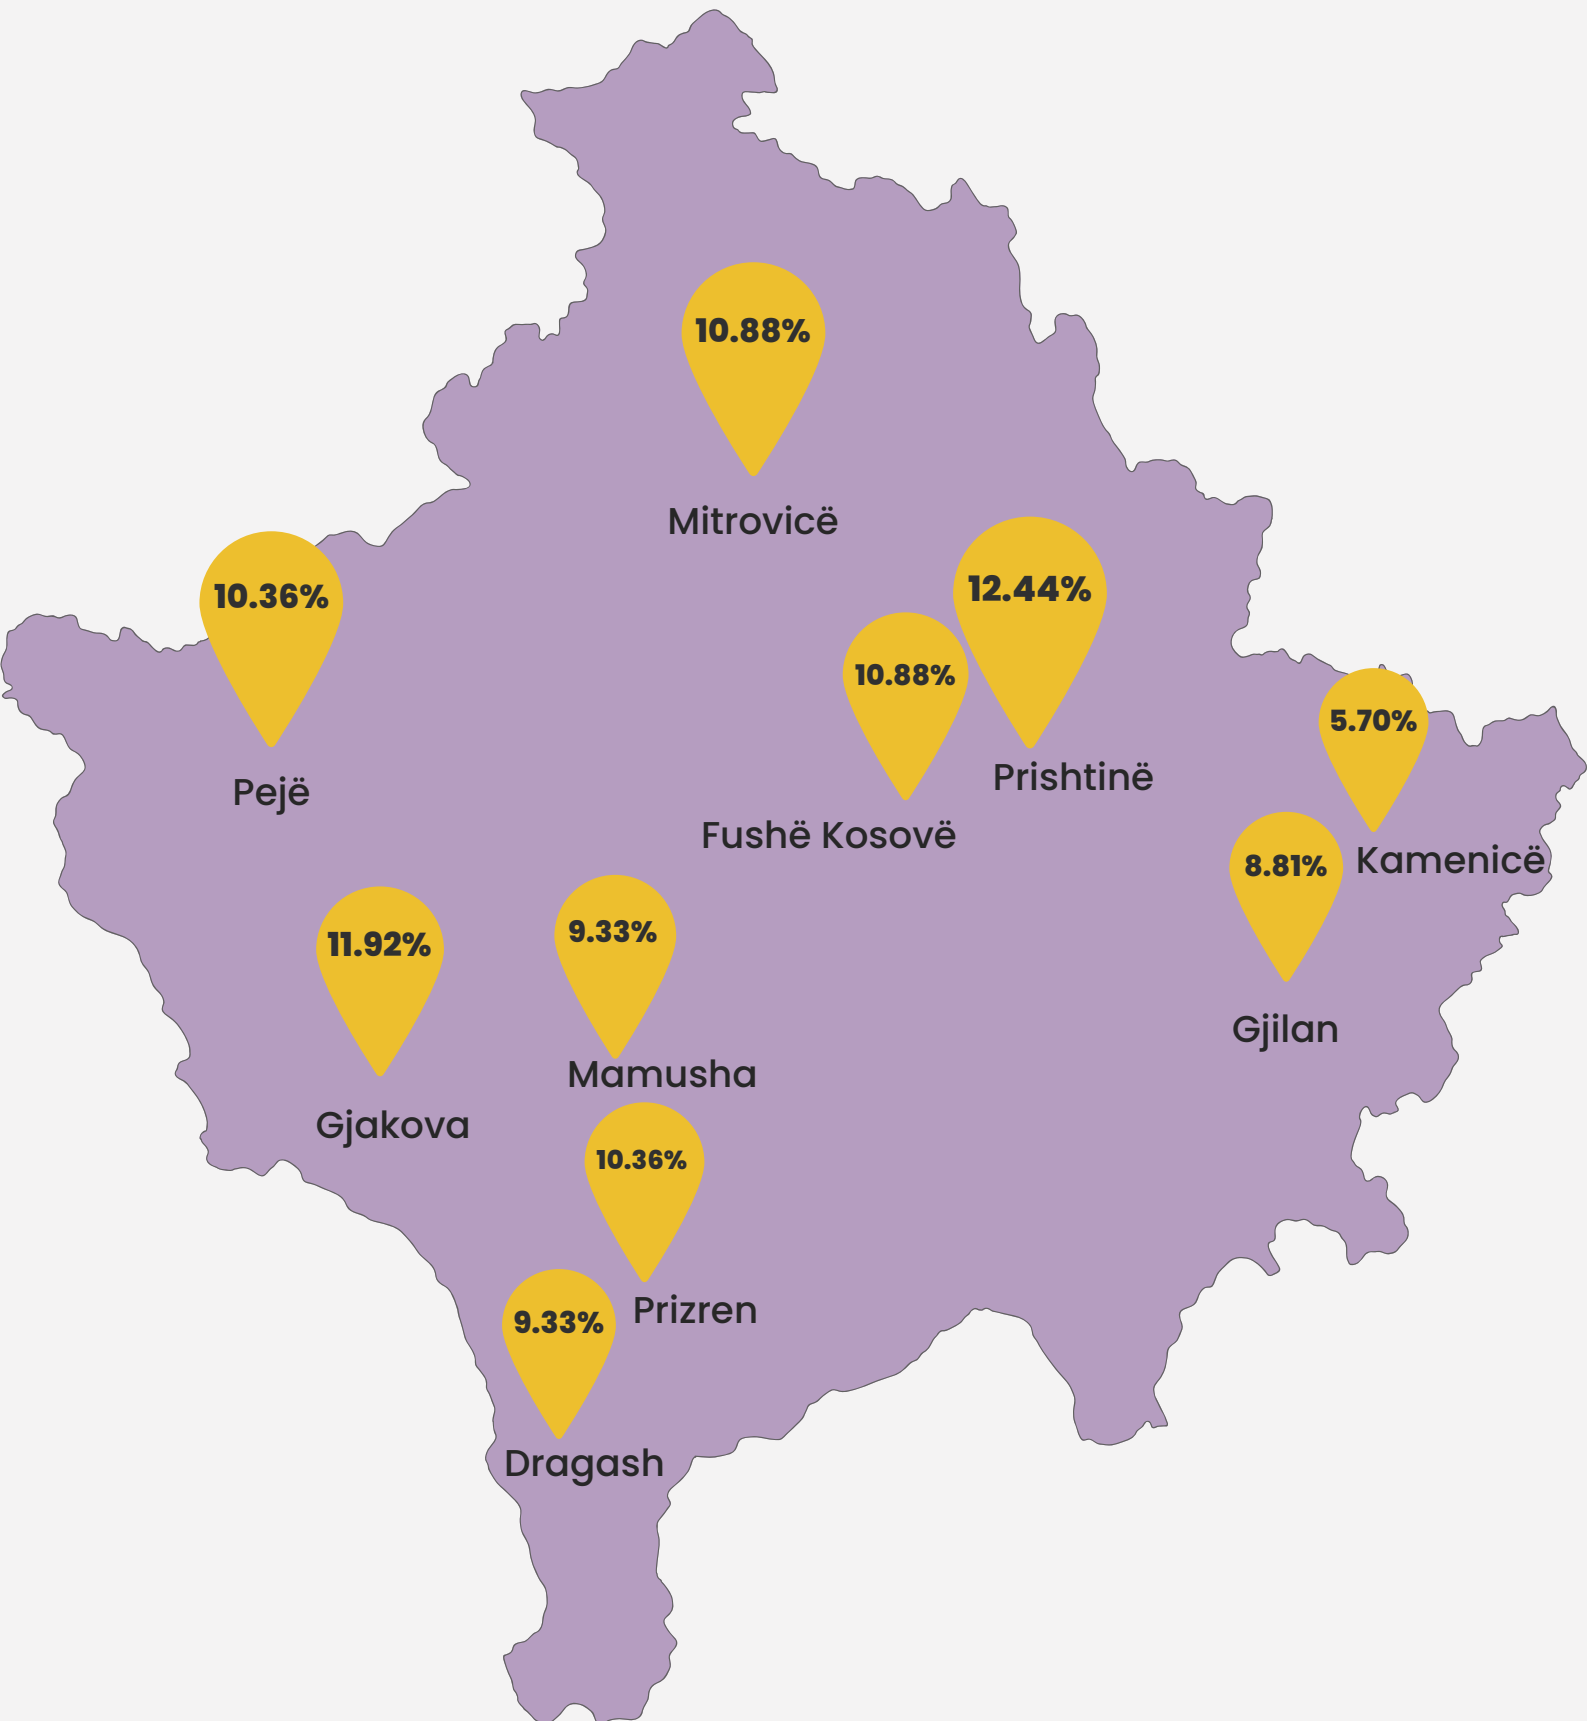 10.88%
Mitrovicë
10.36%
Pejë
12.44%
Prishtinë
10.88%
Fushë Kosovë
5.70%
Kamenicë
8.81%
Gjilan
11.92%
Gjakova
9.33%
Mamusha
10.36%
Prizren
9.33%
Dragash